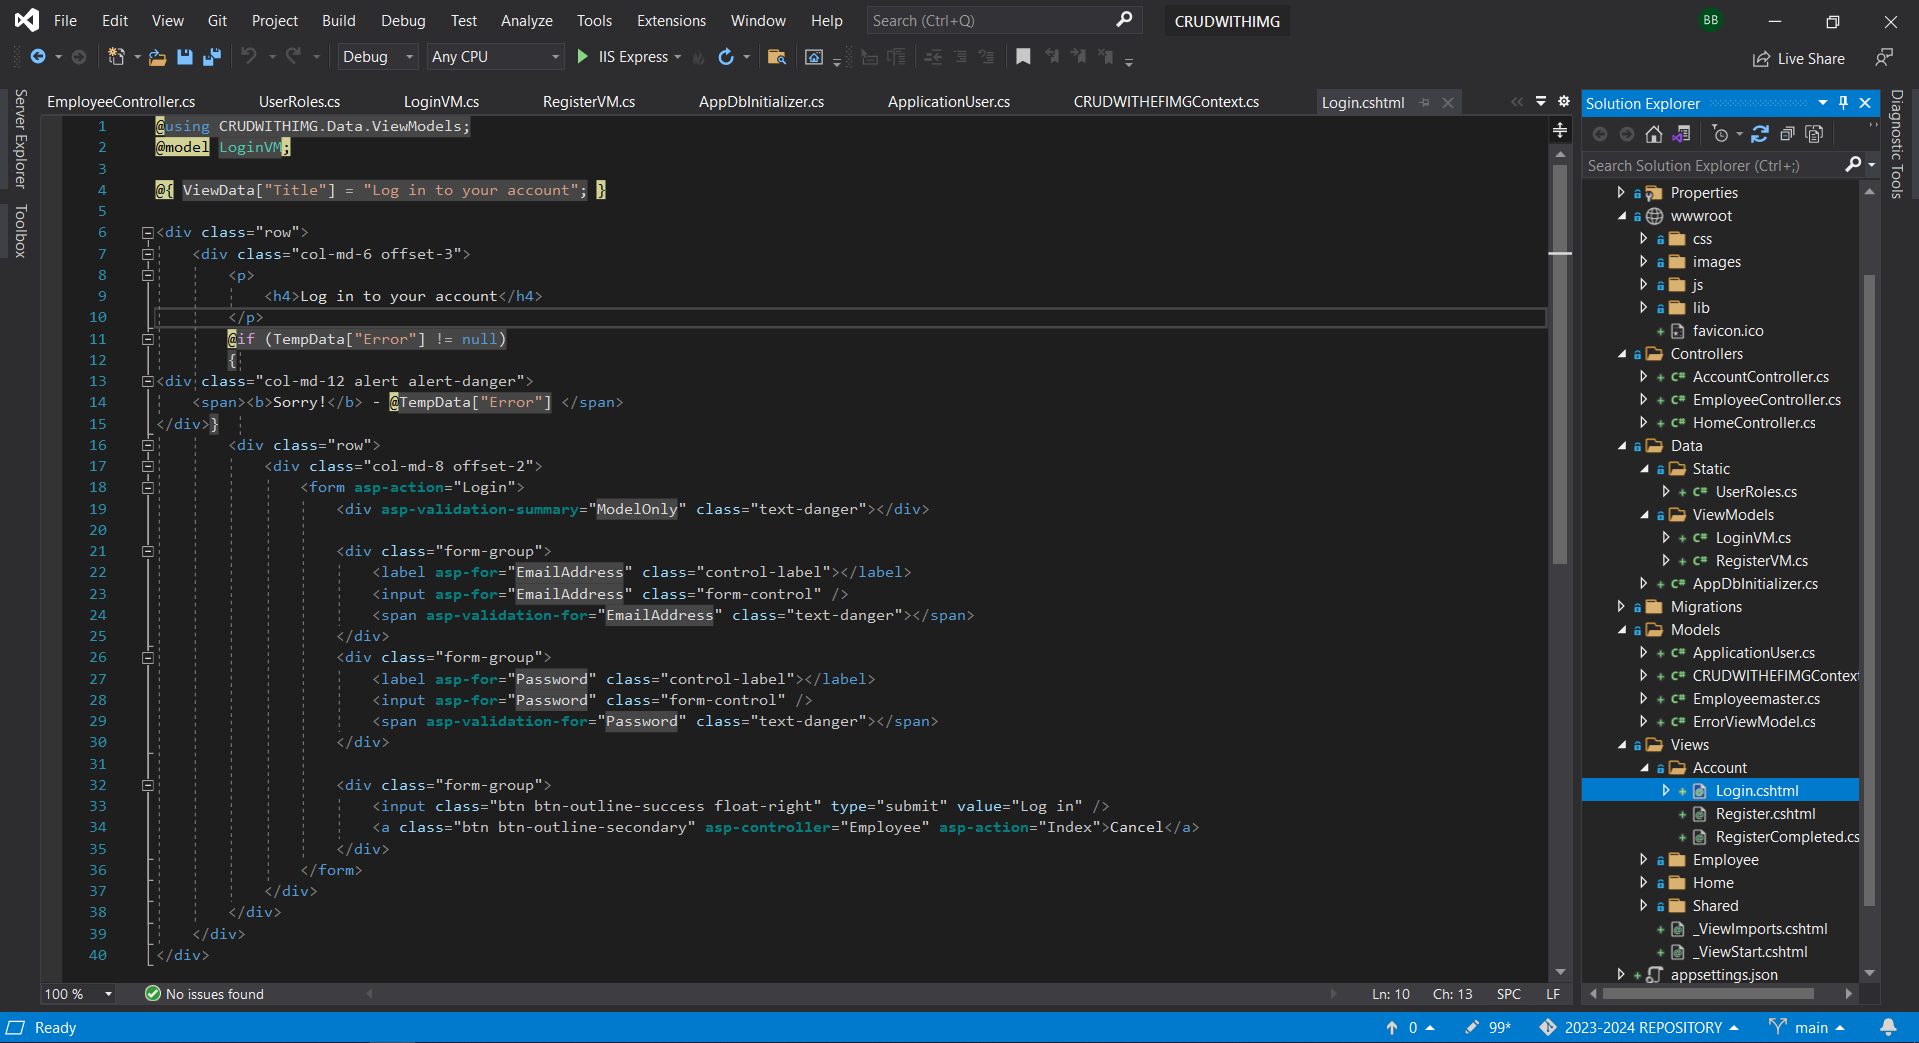 File Edit View Git Project Build Debug Test Analyze Tools Extensions Window Help Search (Ctrl+Q) CRUDWITHIMG BB
Debug Any CPU IIS Express Live Share
Server Explorer
Toolbox
EmployeeController.cs UserRoles.cs LoginVM.cs RegisterVM.cs AppDbInitializer.cs ApplicationUser.cs CRUDWITHEFIMGContext.cs Login.cshtml
1 @using CRUDWITHIMG.Data.ViewModels;
2 @model LoginVM;
3
4 @{ ViewData["Title"] = "Log in to your account"; }
5
6 <div class="row">
7 <div class="col-md-6 offset-3">
8 <p>
9 <h4>Log in to your account</h4>
10 </p>
11 @if (TempData["Error"] != null)
12 {
13 <div class="col-md-12 alert alert-danger">
14 <span><b>Sorry!</b> - @TempData["Error"] </span>
15 </div>}
16 <div class="row">
17 <div class="col-md-8 offset-2">
18 <form asp-action="Login">
19 <div asp-validation-summary="ModelOnly" class="text-danger"></div>
20
21 <div class="form-group">
22 <label asp-for="EmailAddress" class="control-label"></label>
23 <input asp-for="EmailAddress" class="form-control" />
24 <span asp-validation-for="EmailAddress" class="text-danger"></span>
25 </div>
26 <div class="form-group">
27 <label asp-for="Password" class="control-label"></label>
28 <input asp-for="Password" class="form-control" />
29 <span asp-validation-for="Password" class="text-danger"></span>
30 </div>
31
32 <div class="form-group">
33 <input class="btn btn-outline-success float-right" type="submit" value="Log in" />
34 <a class="btn btn-outline-secondary" asp-controller="Employee" asp-action="Index">Cancel</a>
35 </div>
36 </form>
37 </div>
38 </div>
39 </div>
40 </div>
100 % No issues found Ln: 10 Ch: 13 SPC LF
Solution Explorer
Search Solution Explorer (Ctrl+;)
Properties
wwwroot
css
images
js
lib
favicon.ico
Controllers
C# AccountController.cs
C# EmployeeController.cs
C# HomeController.cs
Data
Static
C# UserRoles.cs
ViewModels
C# LoginVM.cs
C# RegisterVM.cs
C# AppDbInitializer.cs
Migrations
Models
C# ApplicationUser.cs
C# CRUDWITHEFIMGContext
C# Employeemaster.cs
C# ErrorViewModel.cs
Views
Account
Login.cshtml
Register.cshtml
RegisterCompleted.cs
Employee
Home
Shared
_ViewImports.cshtml
_ViewStart.cshtml
appsettings.json
Diagnostic Tools
Ready 0 99* 2023-2024 REPOSITORY main